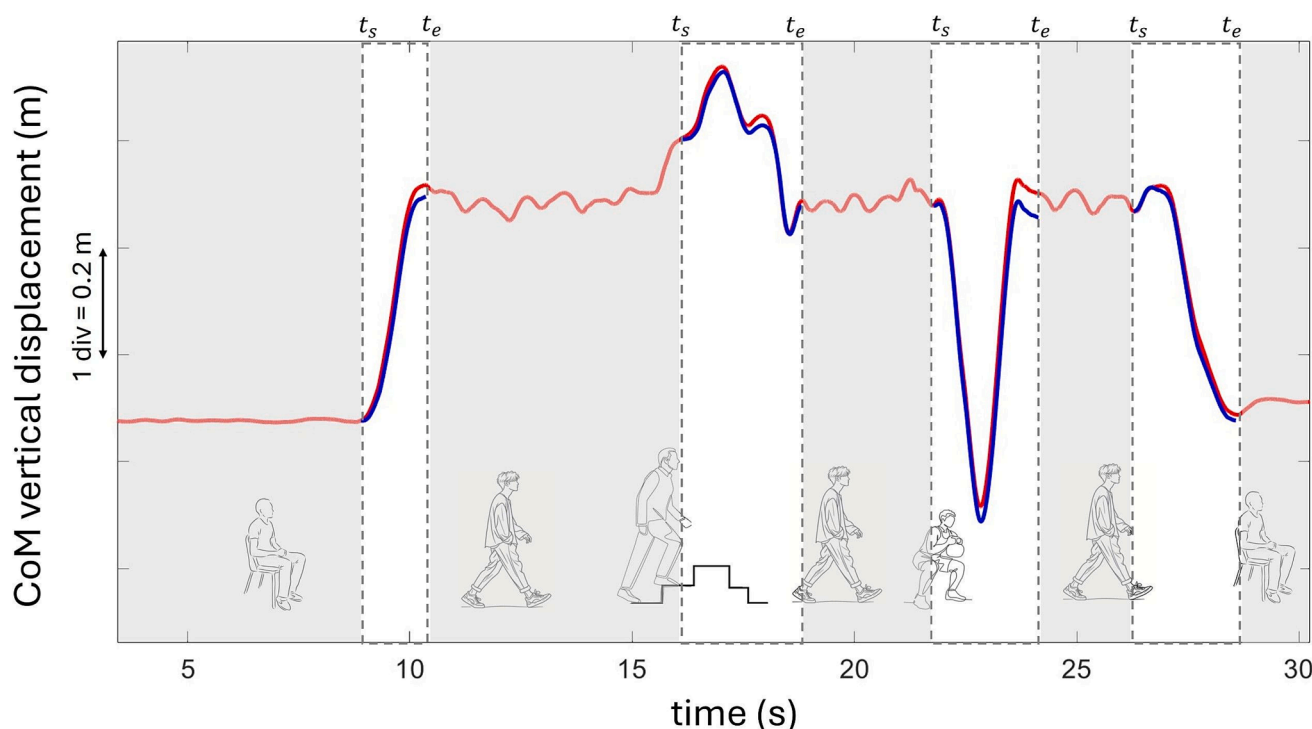 t_s t_e t_s t_e t_s t_e t_s t_e
CoM vertical displacement (m)
1 div = 0.2 m
5 10 15 20 25 30
time (s)